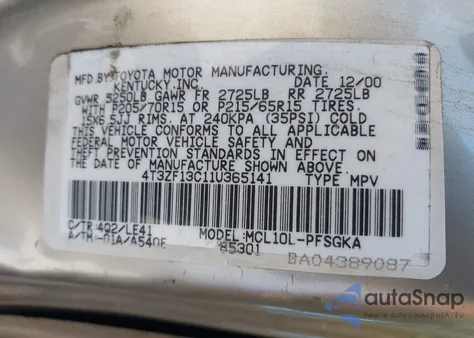 MFD BY TOYOTA MOTOR MANUFACTURING,
KENTUCKY INC. DATE 12/00
GVWR 5250LB GAWR FR 2725LB RR 2725LB
WITH P205/70R15 OR P215/65R15 TIRES.
15X6.5JJ RIMS. AT 240KPA (35PSI) COLD
THIS VEHICLE CONFORMS TO ALL APPLICABLE
FEDERAL MOTOR VEHICLE SAFETY AND
THEFT PREVENTION STANDARDS IN EFFECT ON
THE DATE OF MANUFACTURE SHOWN ABOVE.
4T3ZF13C11U365141 TYPE MPV
C/TR 4Q2/LE41 MODEL:MCL10L-PFSGKA
A/TM -01A/A540E 85301
BA04389087
autoSnap